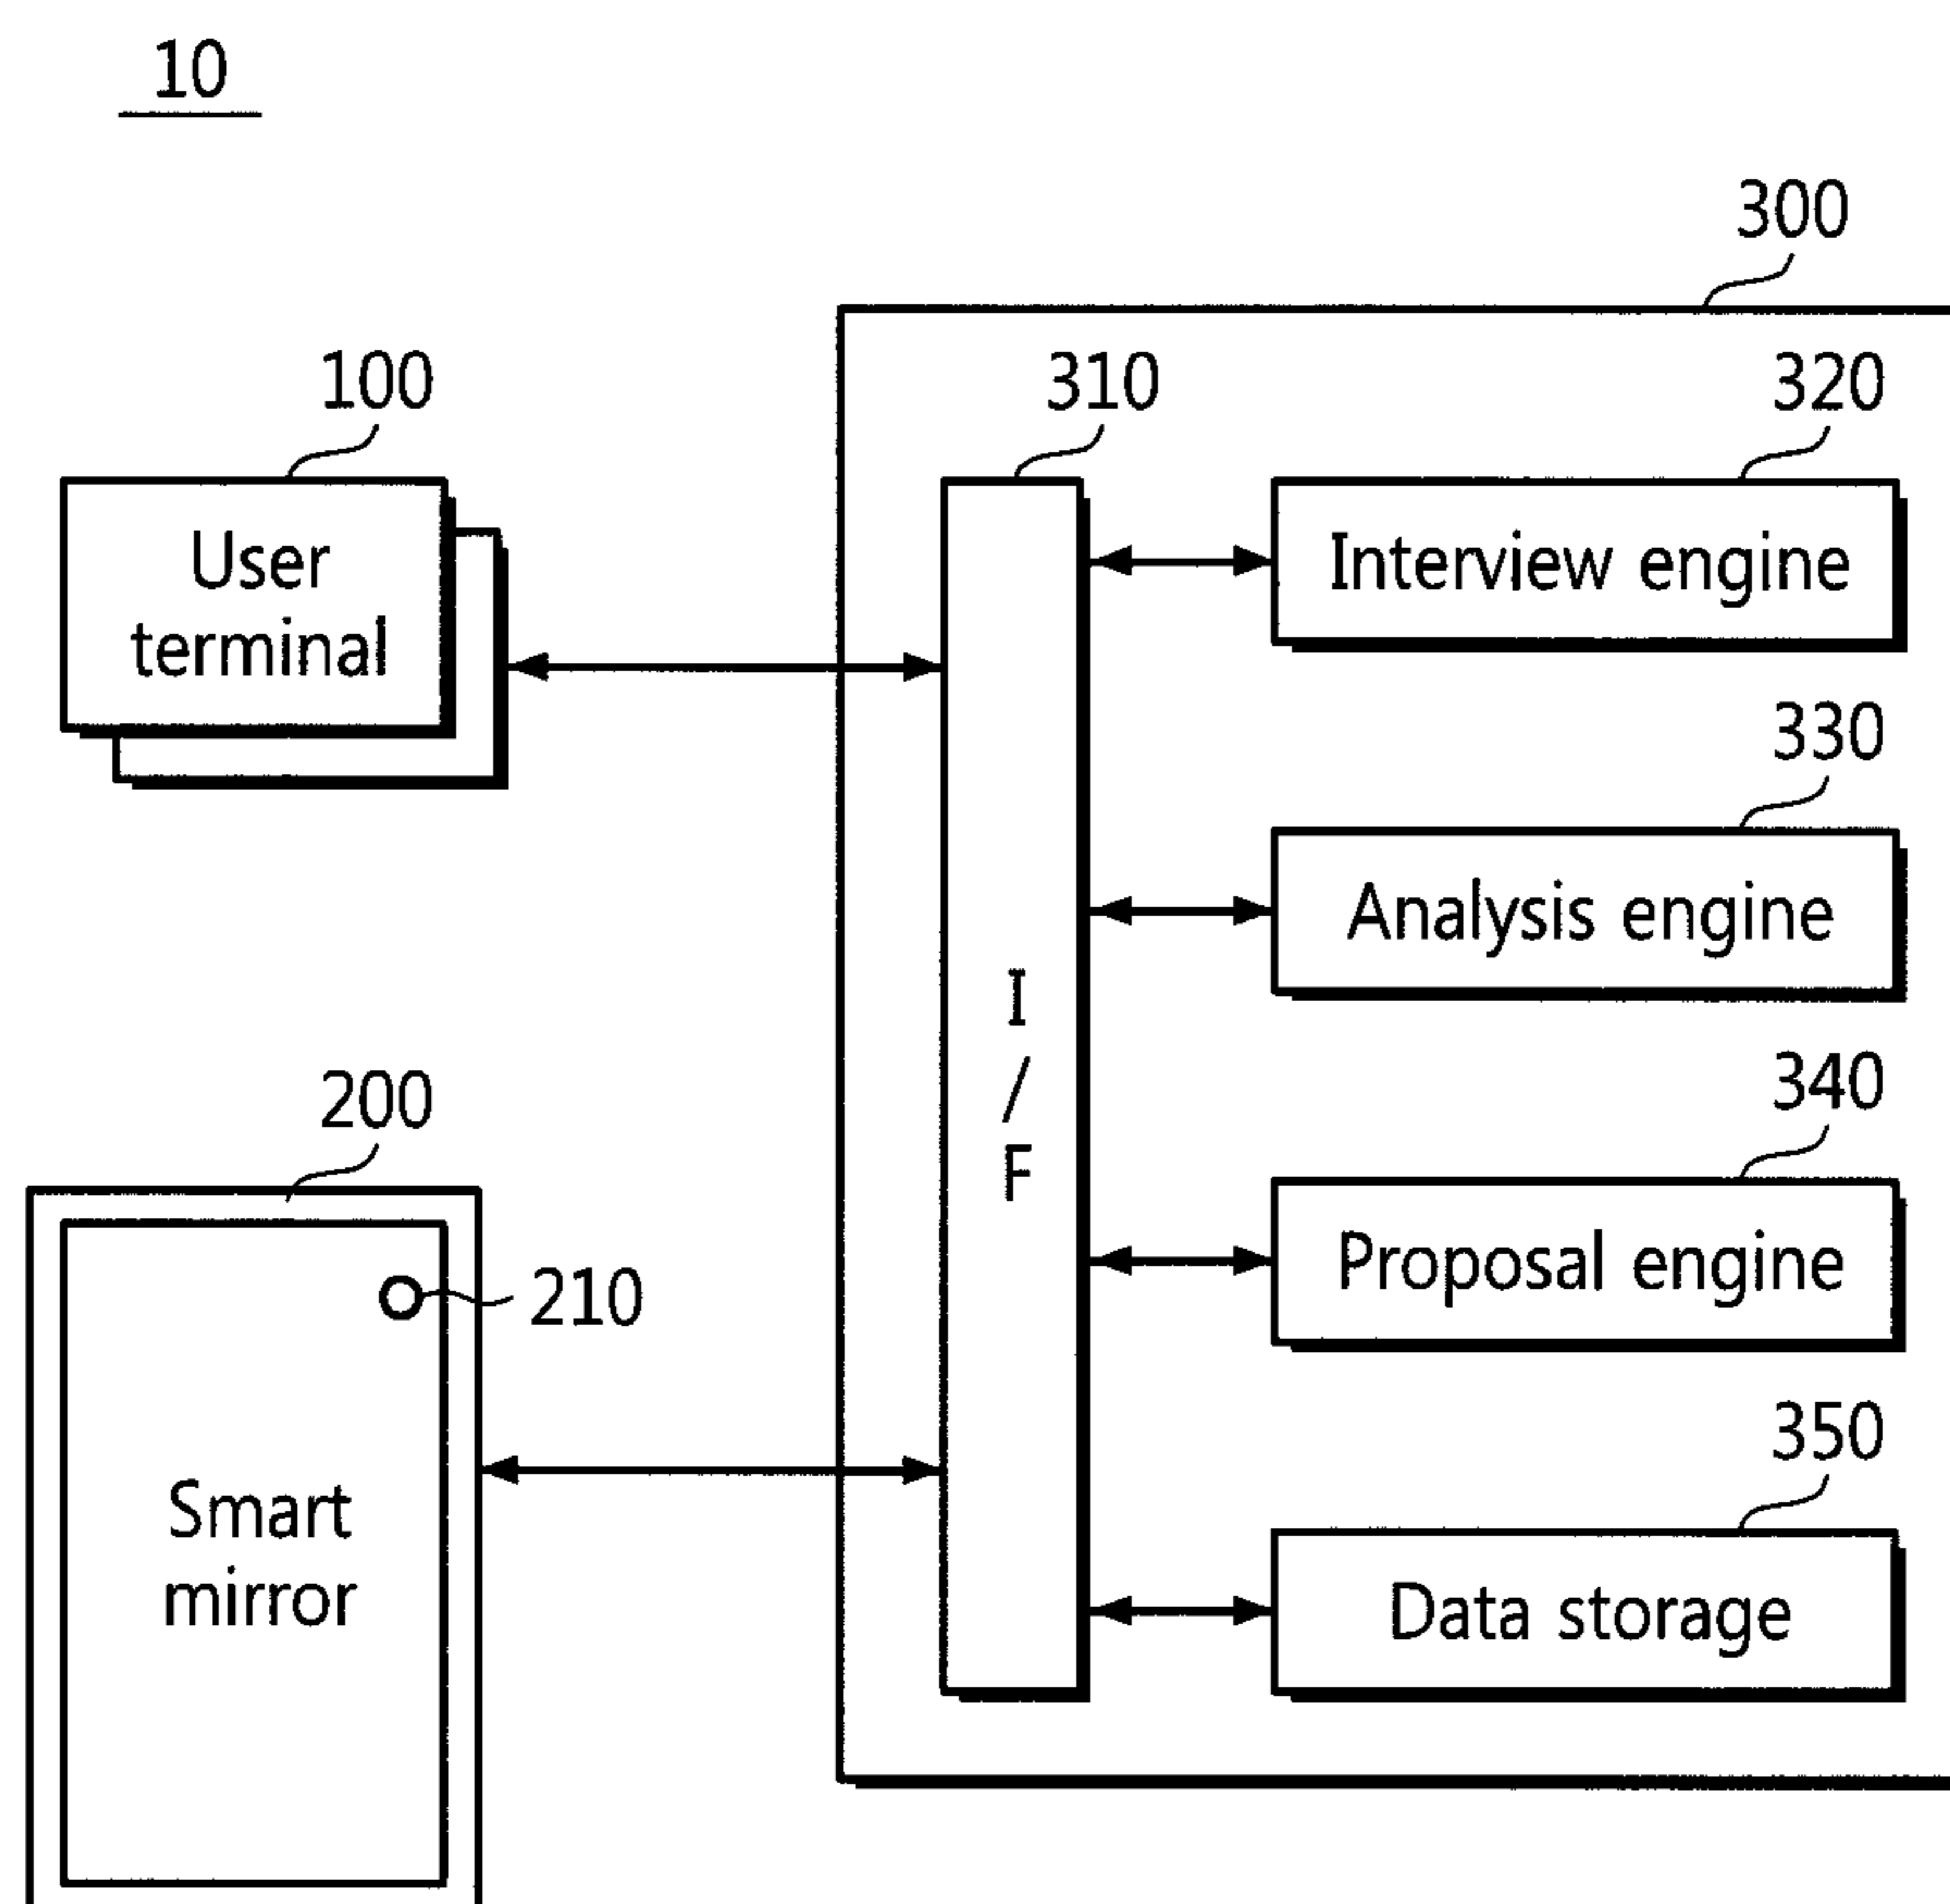 10
300
100
310
320
User
terminal
Interview engine
330
Analysis engine
I
/
F
200
340
210
Proposal engine
350
Smart
mirror
Data storage